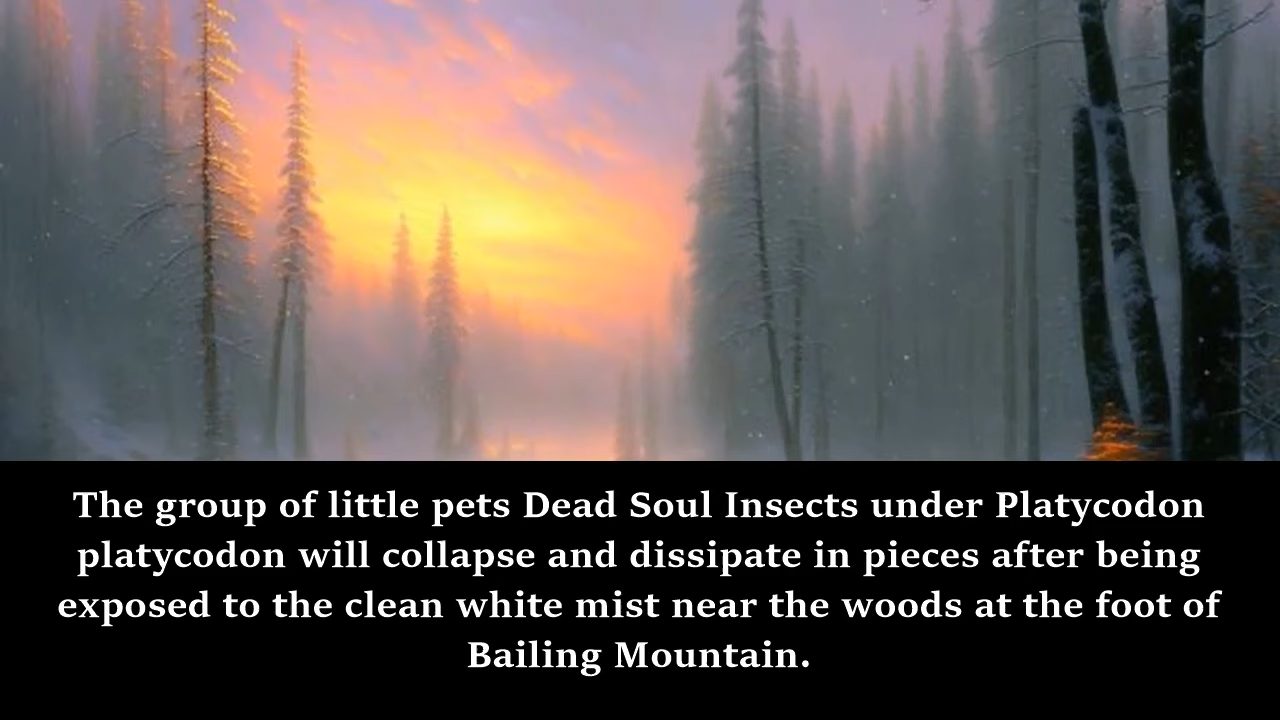 The group of little pets Dead Soul Insects under Platycodon
platycodon will collapse and dissipate in pieces after being
exposed to the clean white mist near the woods at the foot of
Bailing Mountain.